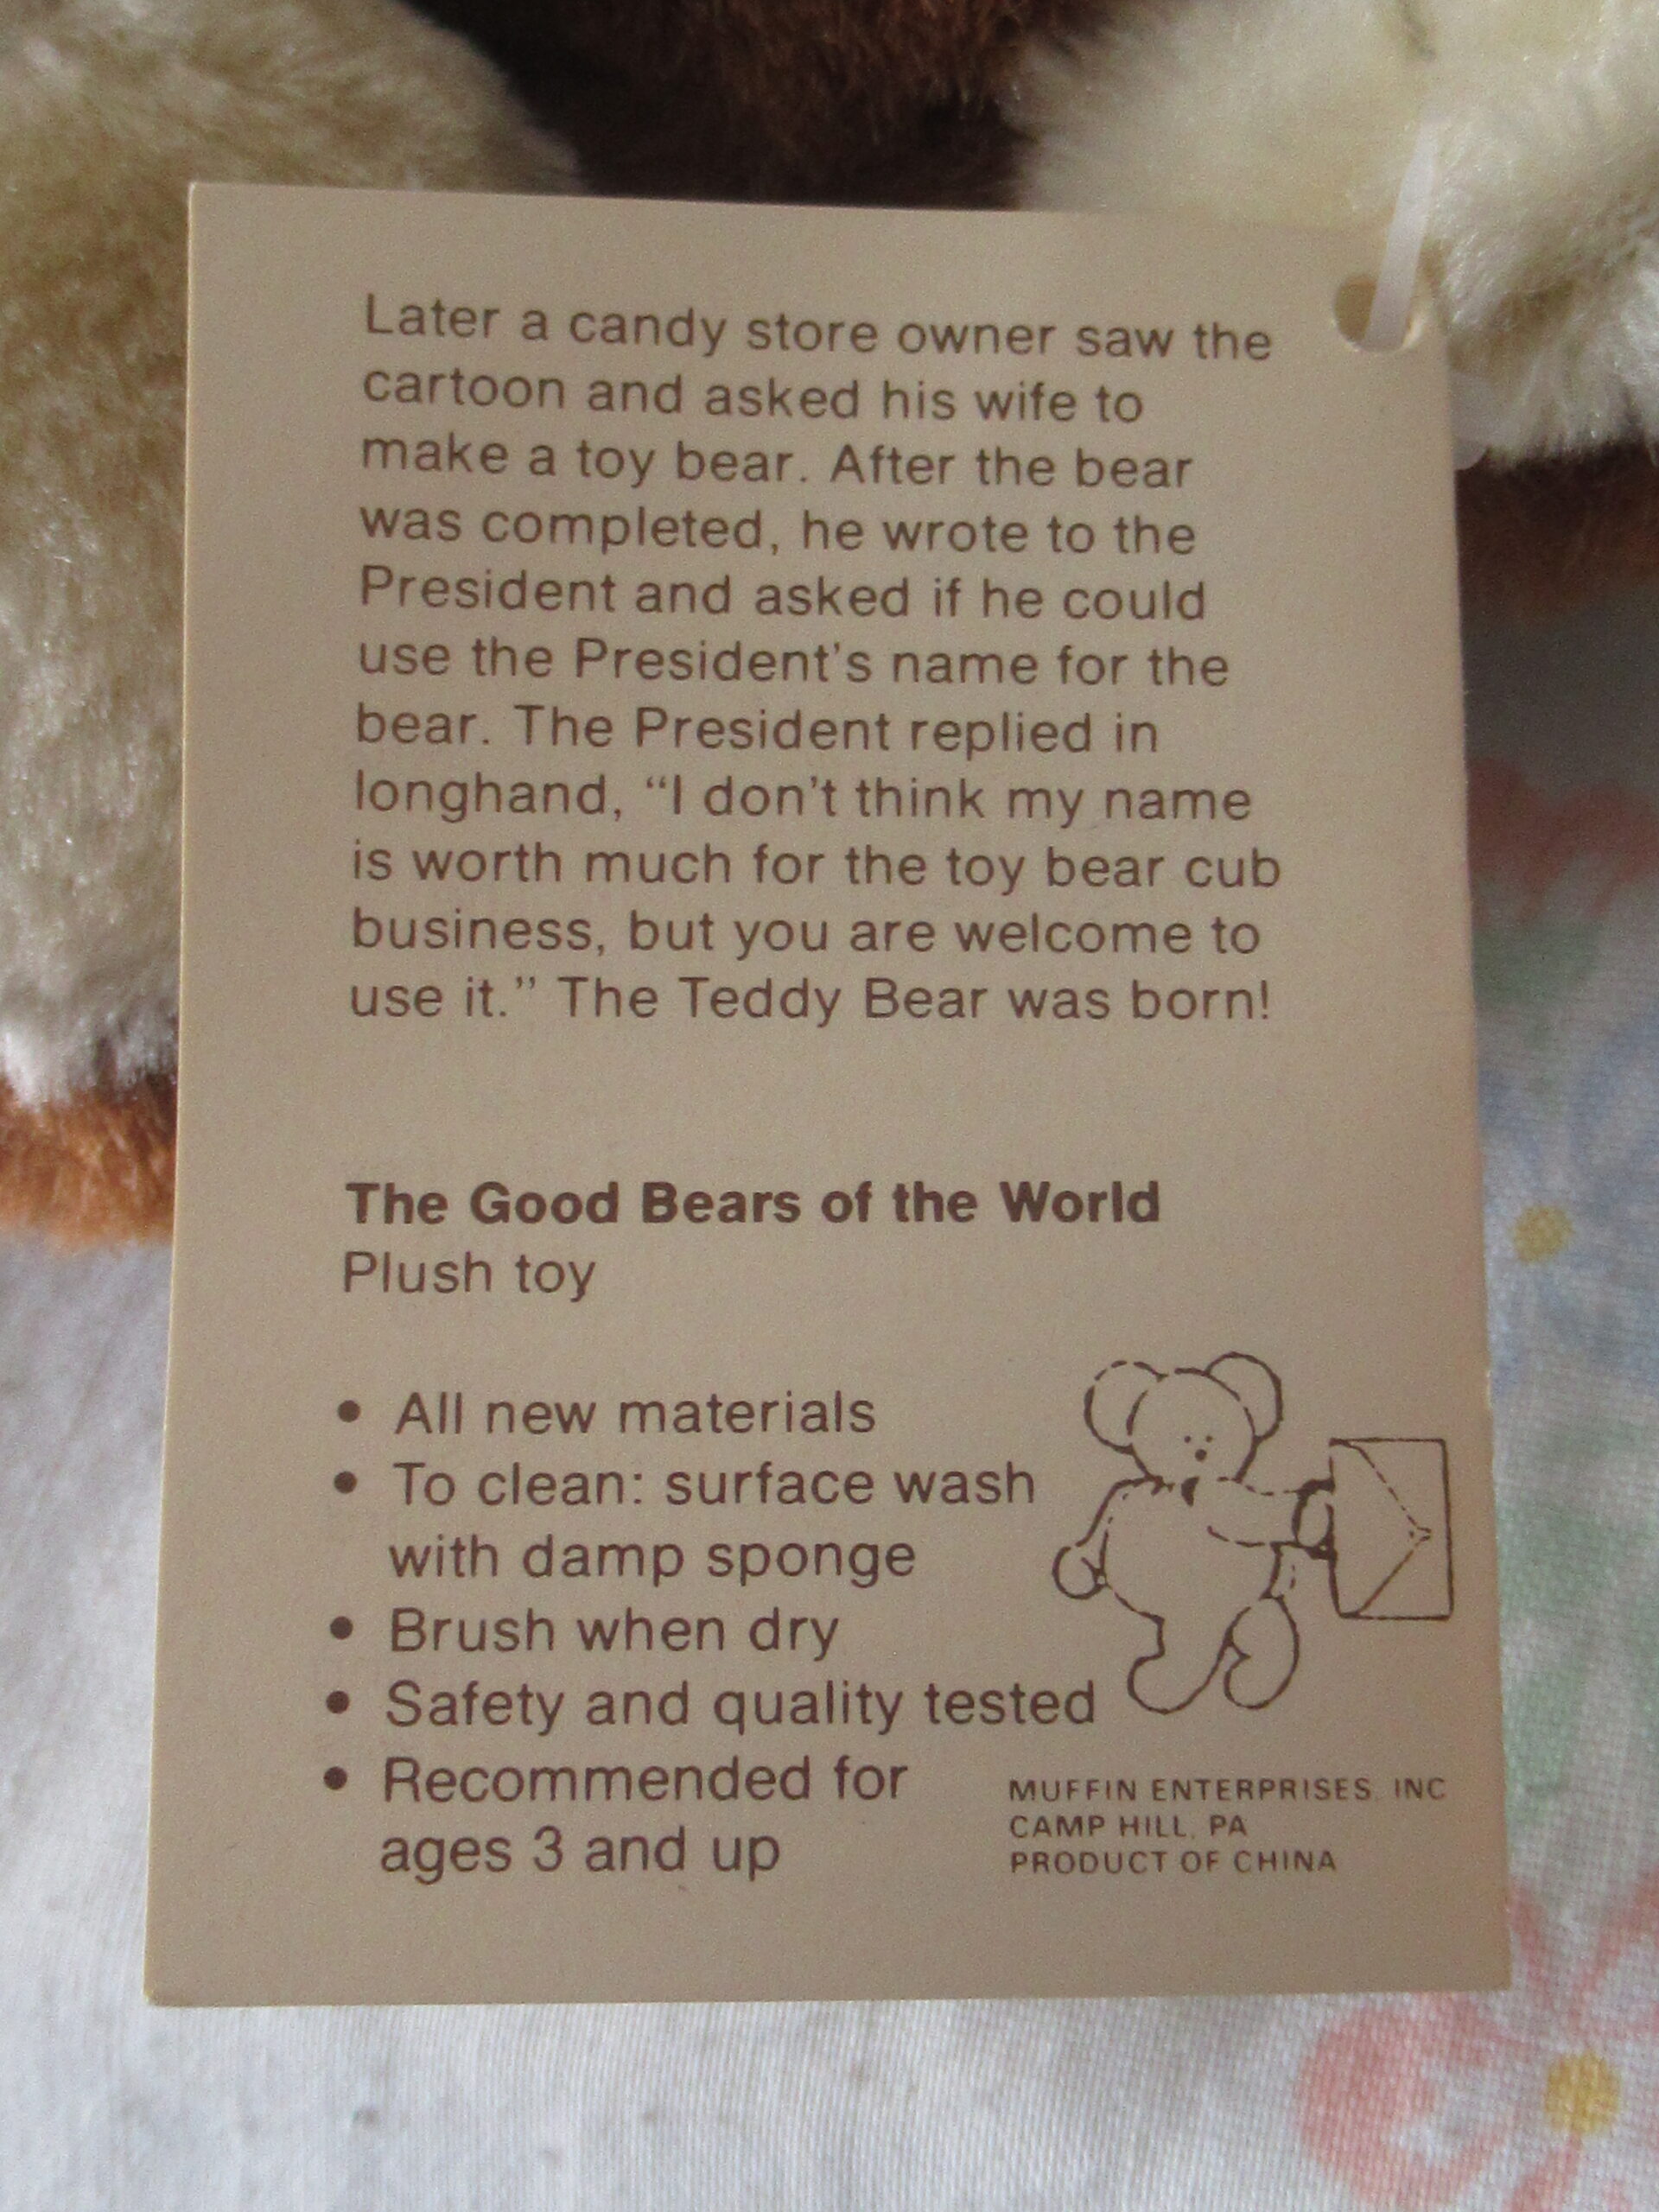 Later a candy store owner saw the
cartoon and asked his wife to
make a toy bear. After the bear
was completed, he wrote to the
President and asked if he could
use the President's name for the
bear. The President replied in
longhand, “I don't think my name
is worth much for the toy bear cub
business, but you are welcome to
use it.” The Teddy Bear was born!
The Good Bears of the World
Plush toy
• All new materials
• To clean: surface wash
with damp sponge
• Brush when dry
• Safety and quality tested
• Recommended for
ages 3 and up
MUFFIN ENTERPRISES, INC
CAMP HILL, PA
PRODUCT OF CHINA